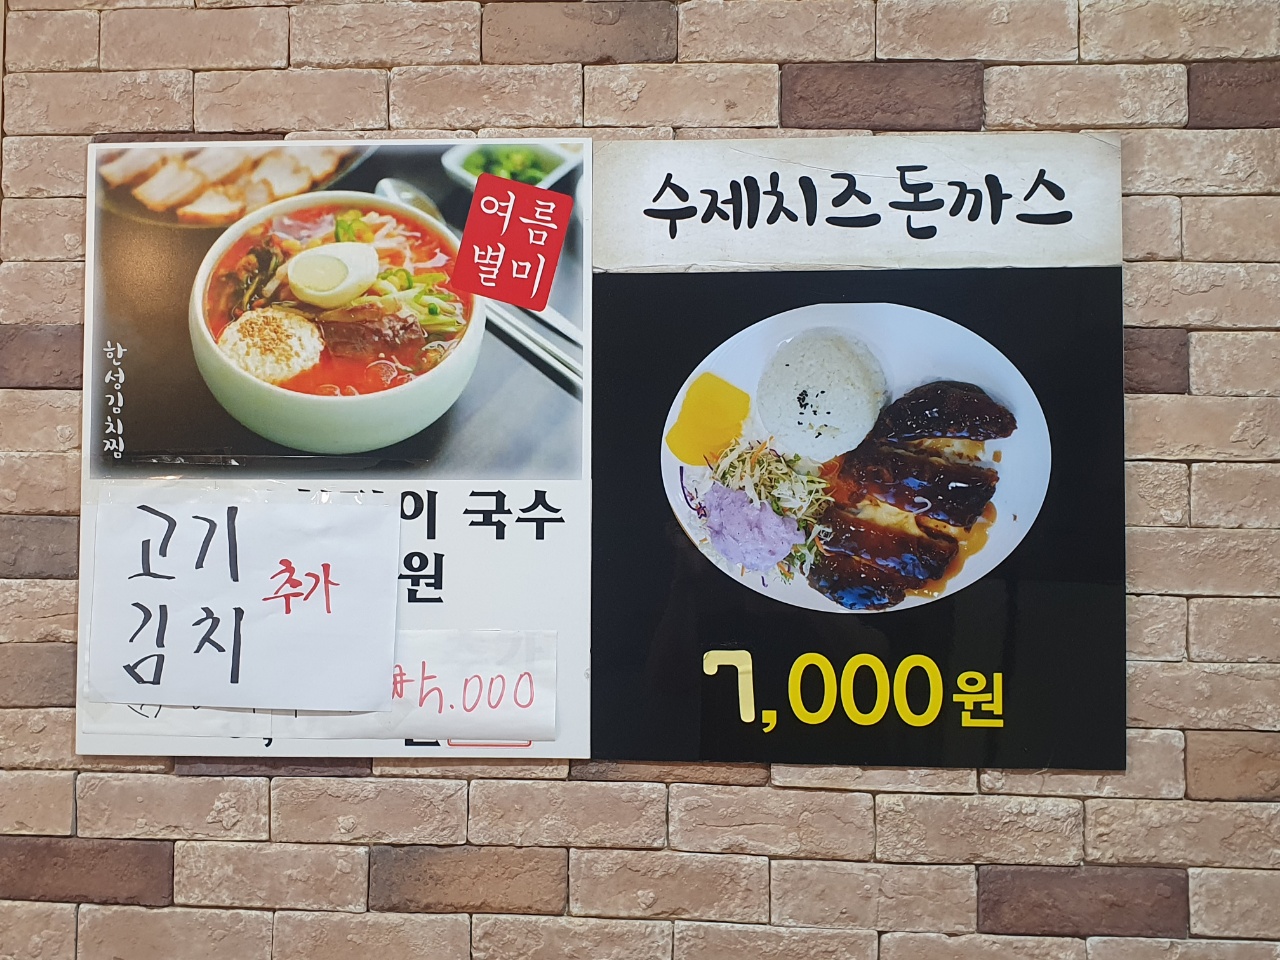 여름
별미
한성김치찜
이 국수
원
고기
김치
추가
₩5.000
수제치즈돈까스
7,000원